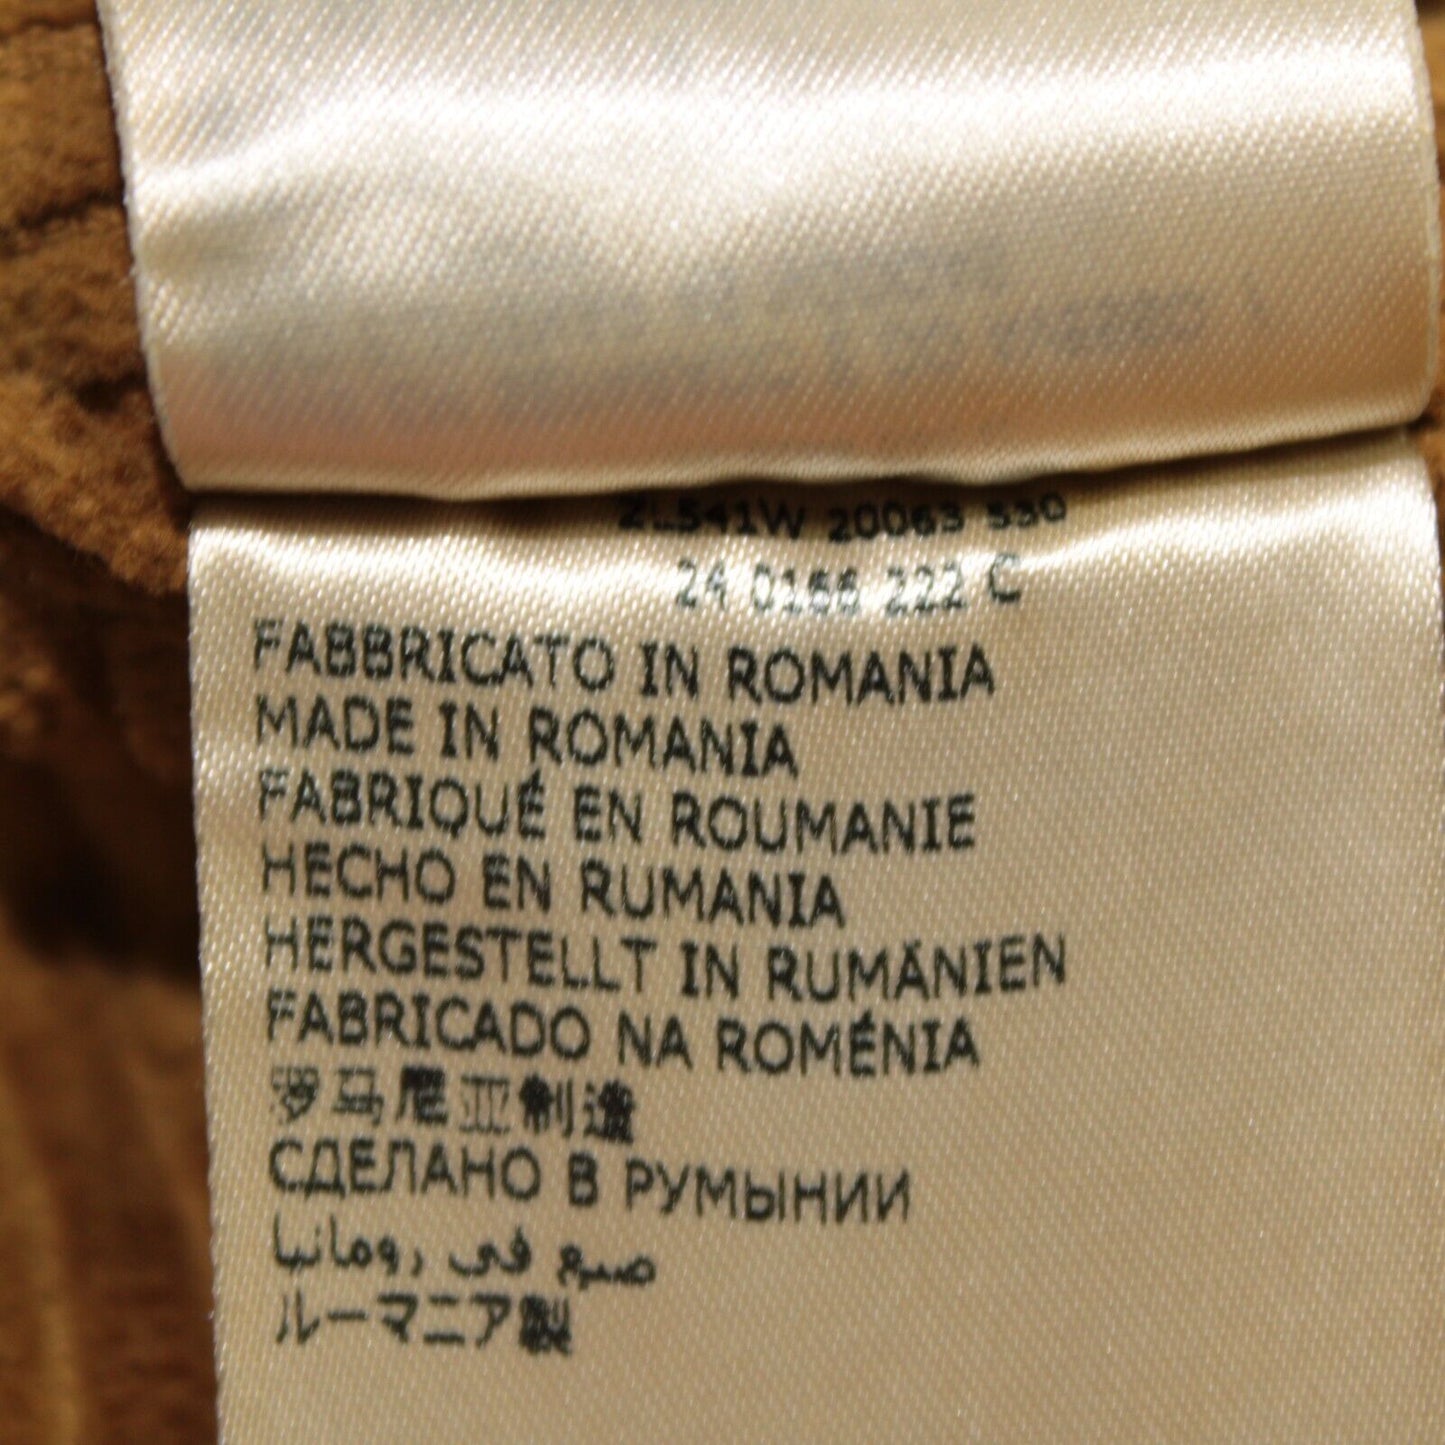 ZL541W 20063 530
24 0166 222 C
FABBRICATO IN ROMANIA
MADE IN ROMANIA
FABRIQUÉ EN ROUMANIE
HECHO EN RUMANIA
HERGESTELLT IN RUMÄNIEN
FABRICADO NA ROMÉNIA
罗马尼亚制造
СДЕЛАНО В РУМЫНИИ
صنع في رومانيا
ルーマニア製